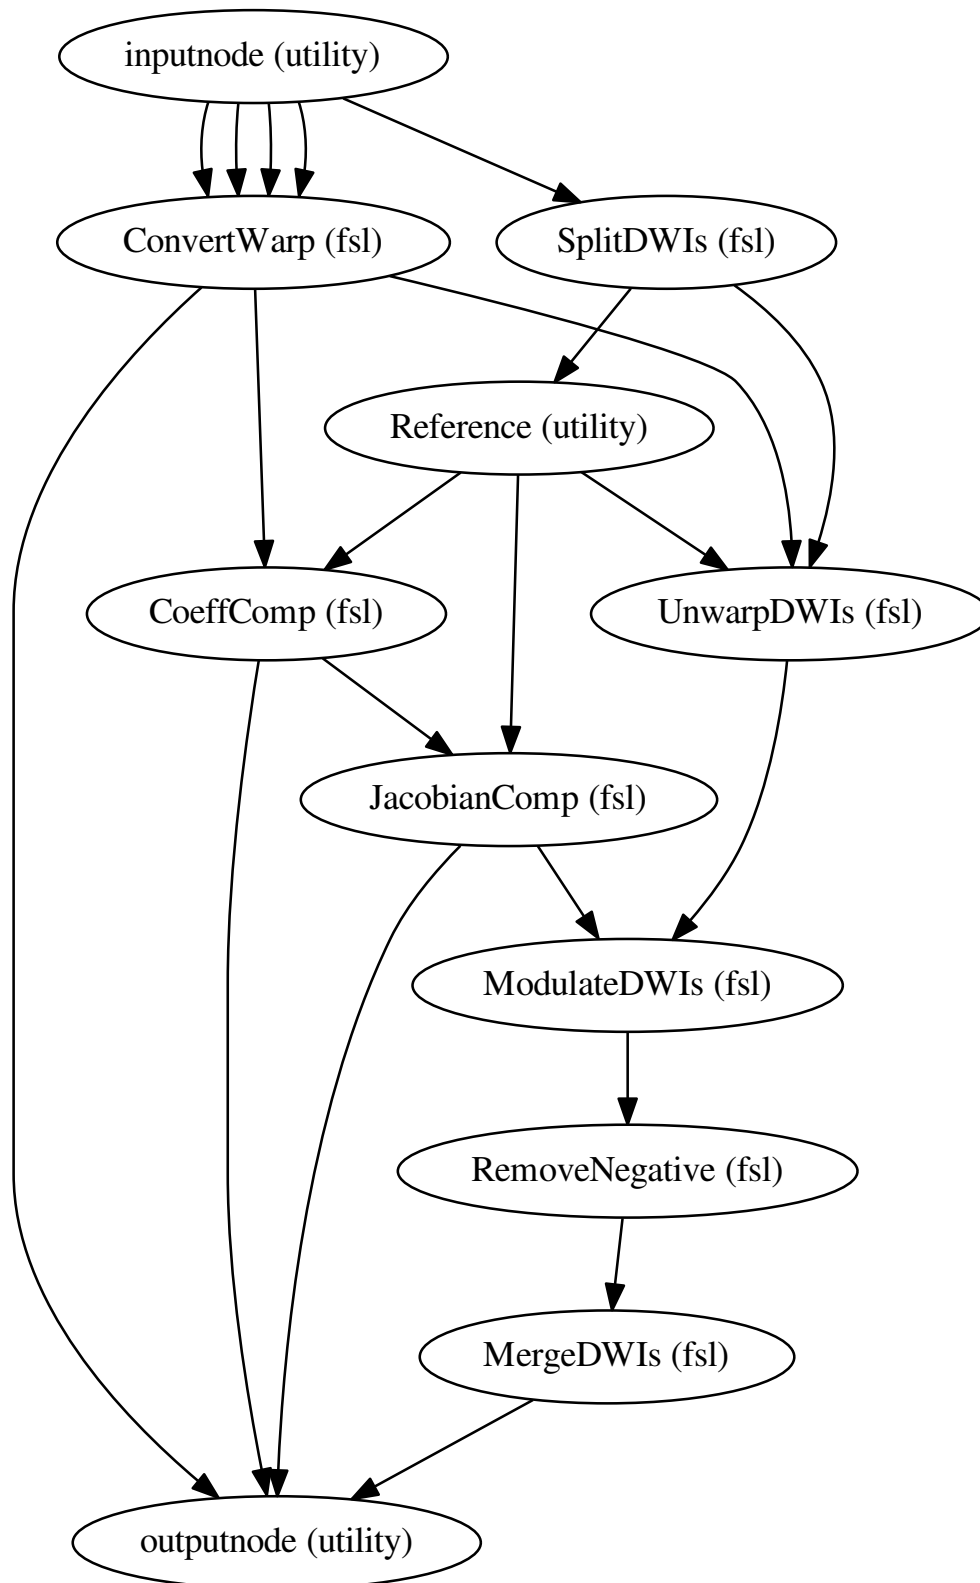 inputnode (utility)
ConvertWarp (fsl)
SplitDWIs (fsl)
Reference (utility)
CoeffComp (fsl)
UnwarpDWIs (fsl)
JacobianComp (fsl)
ModulateDWIs (fsl)
RemoveNegative (fsl)
MergeDWIs (fsl)
outputnode (utility)